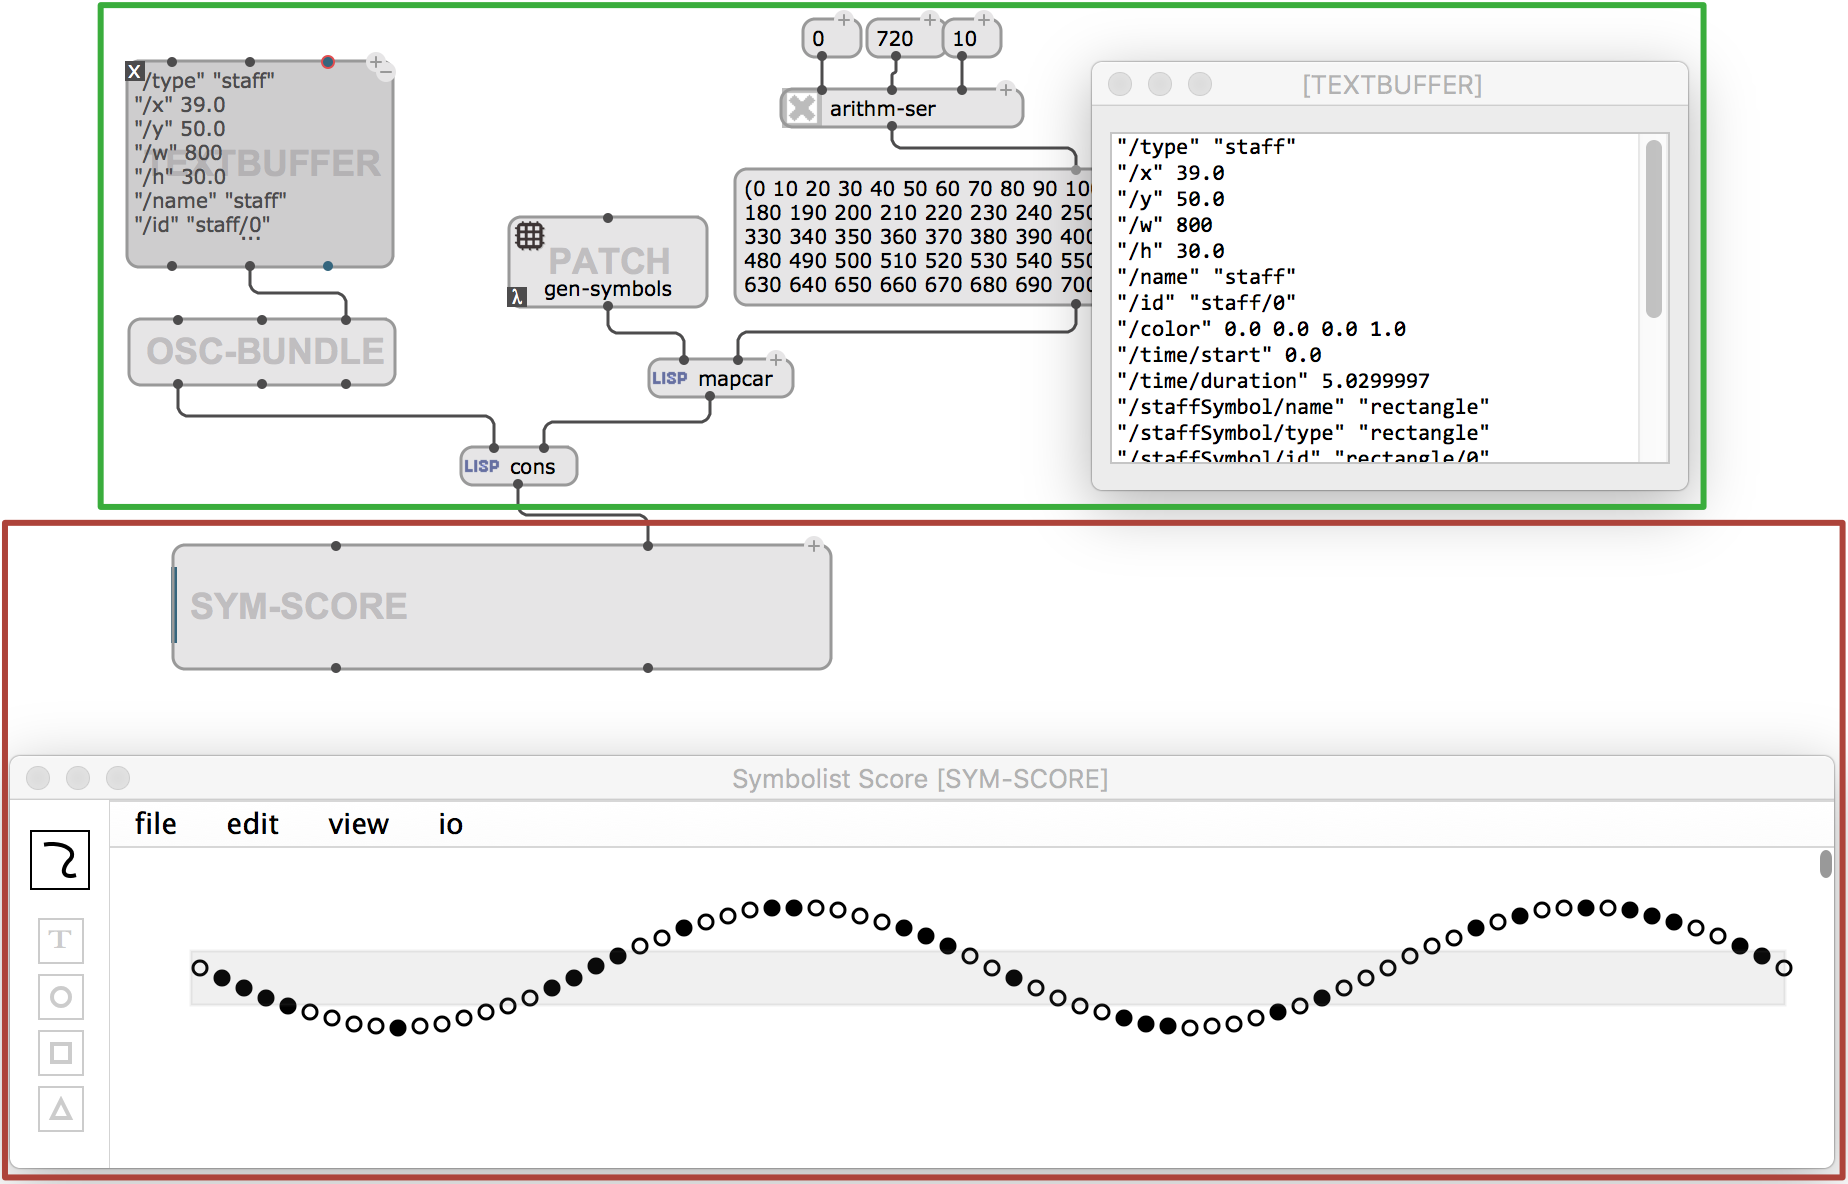 0
720
10
X
"/type" "staff"
"/x" 39.0
"/y" 50.0
"/w" 800
"/h" 30.0
"/name" "staff"
"/id" "staff/0"
...
TEXTBUFFER
arithm-ser
(0 10 20 30 40 50 60 70 80 90 100
180 190 200 210 220 230 240 250
330 340 350 360 370 380 390 400
480 490 500 510 520 530 540 550
630 640 650 660 670 680 690 700
PATCH
gen-symbols
λ
OSC-BUNDLE
LISP mapcar
LISP cons
[TEXTBUFFER]
"/type" "staff"
"/x" 39.0
"/y" 50.0
"/w" 800
"/h" 30.0
"/name" "staff"
"/id" "staff/0"
"/color" 0.0 0.0 0.0 1.0
"/time/start" 0.0
"/time/duration" 5.0299997
"/staffSymbol/name" "rectangle"
"/staffSymbol/type" "rectangle"
"/staffSymbol/id" "rectangle/0"
SYM-SCORE
Symbolist Score [SYM-SCORE]
file edit view io
T